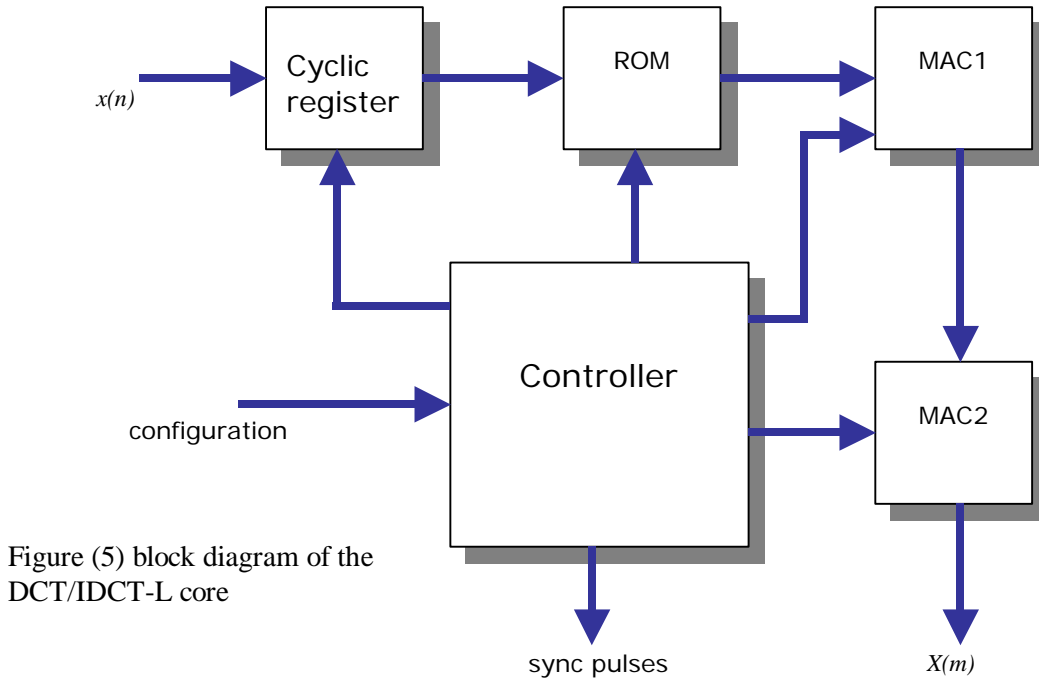 x(n)
Cyclic
register
ROM
MAC1
Controller
configuration
MAC2
Figure (5) block diagram of the
DCT/IDCT-L core
sync pulses
X(m)